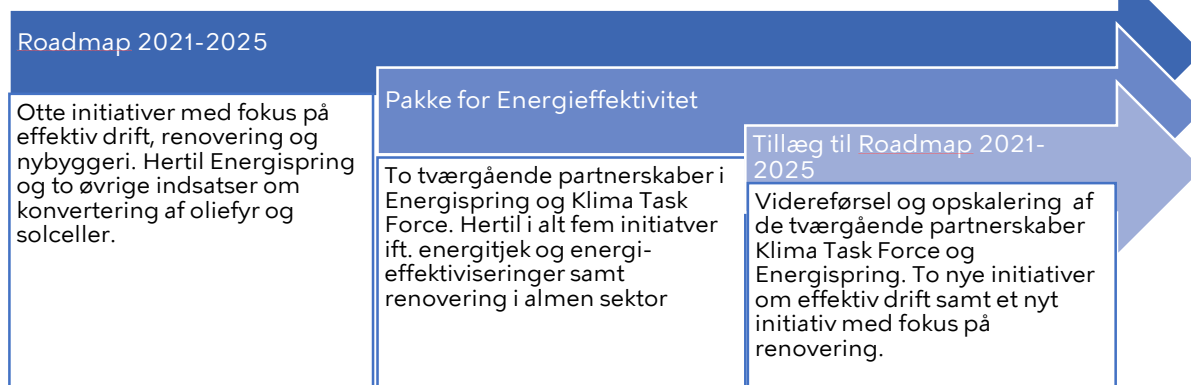 Roadmap 2021-2025
Otte initiativer med fokus på
effektiv drift, renovering og
nybyggeri. Hertil Energispring
og to øvrige indsatser om
konvertering af oliefyr og
solceller.
Pakke for Energieffektivitet
To tværgående partnerskaber i
Energispring og Klima Task
Force. Hertil i alt fem initiatver
ift. energitjek og energi-
effektiviseringer samt
renovering i almen sektor
Tillæg til Roadmap 2021-
2025
Videreførsel og opskalering af
de tværgående partnerskaber
Klima Task Force og
Energispring. To nye initiativer
om effektiv drift samt et nyt
initiativ med fokus på
renovering.